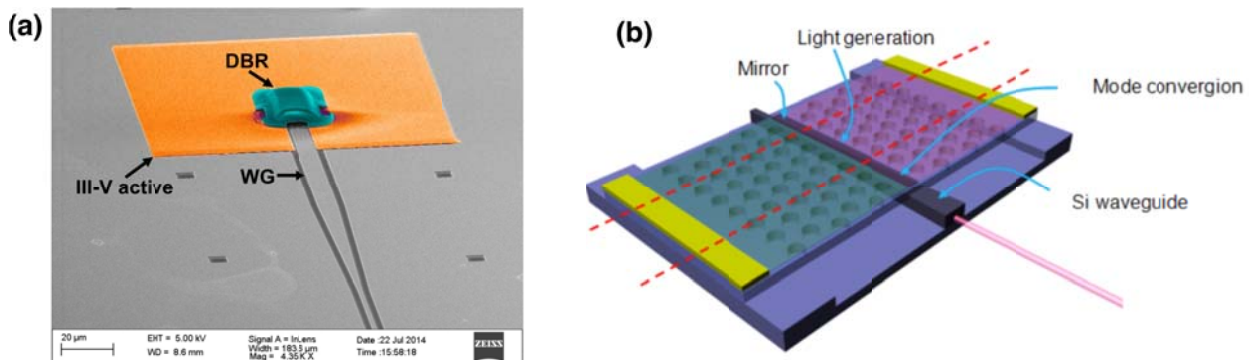 (a)
DBR
WG
III-V active
20 µm
EHT = 5.00 kV
WD = 8.6 mm
Signal A = InLens
Width = 183.5 µm
Mag = 4.35 K X
Date :22 Jul 2014
Time :15:58:18
ZEISS
(b)
Light generation
Mirror
Mode convergion
Si waveguide